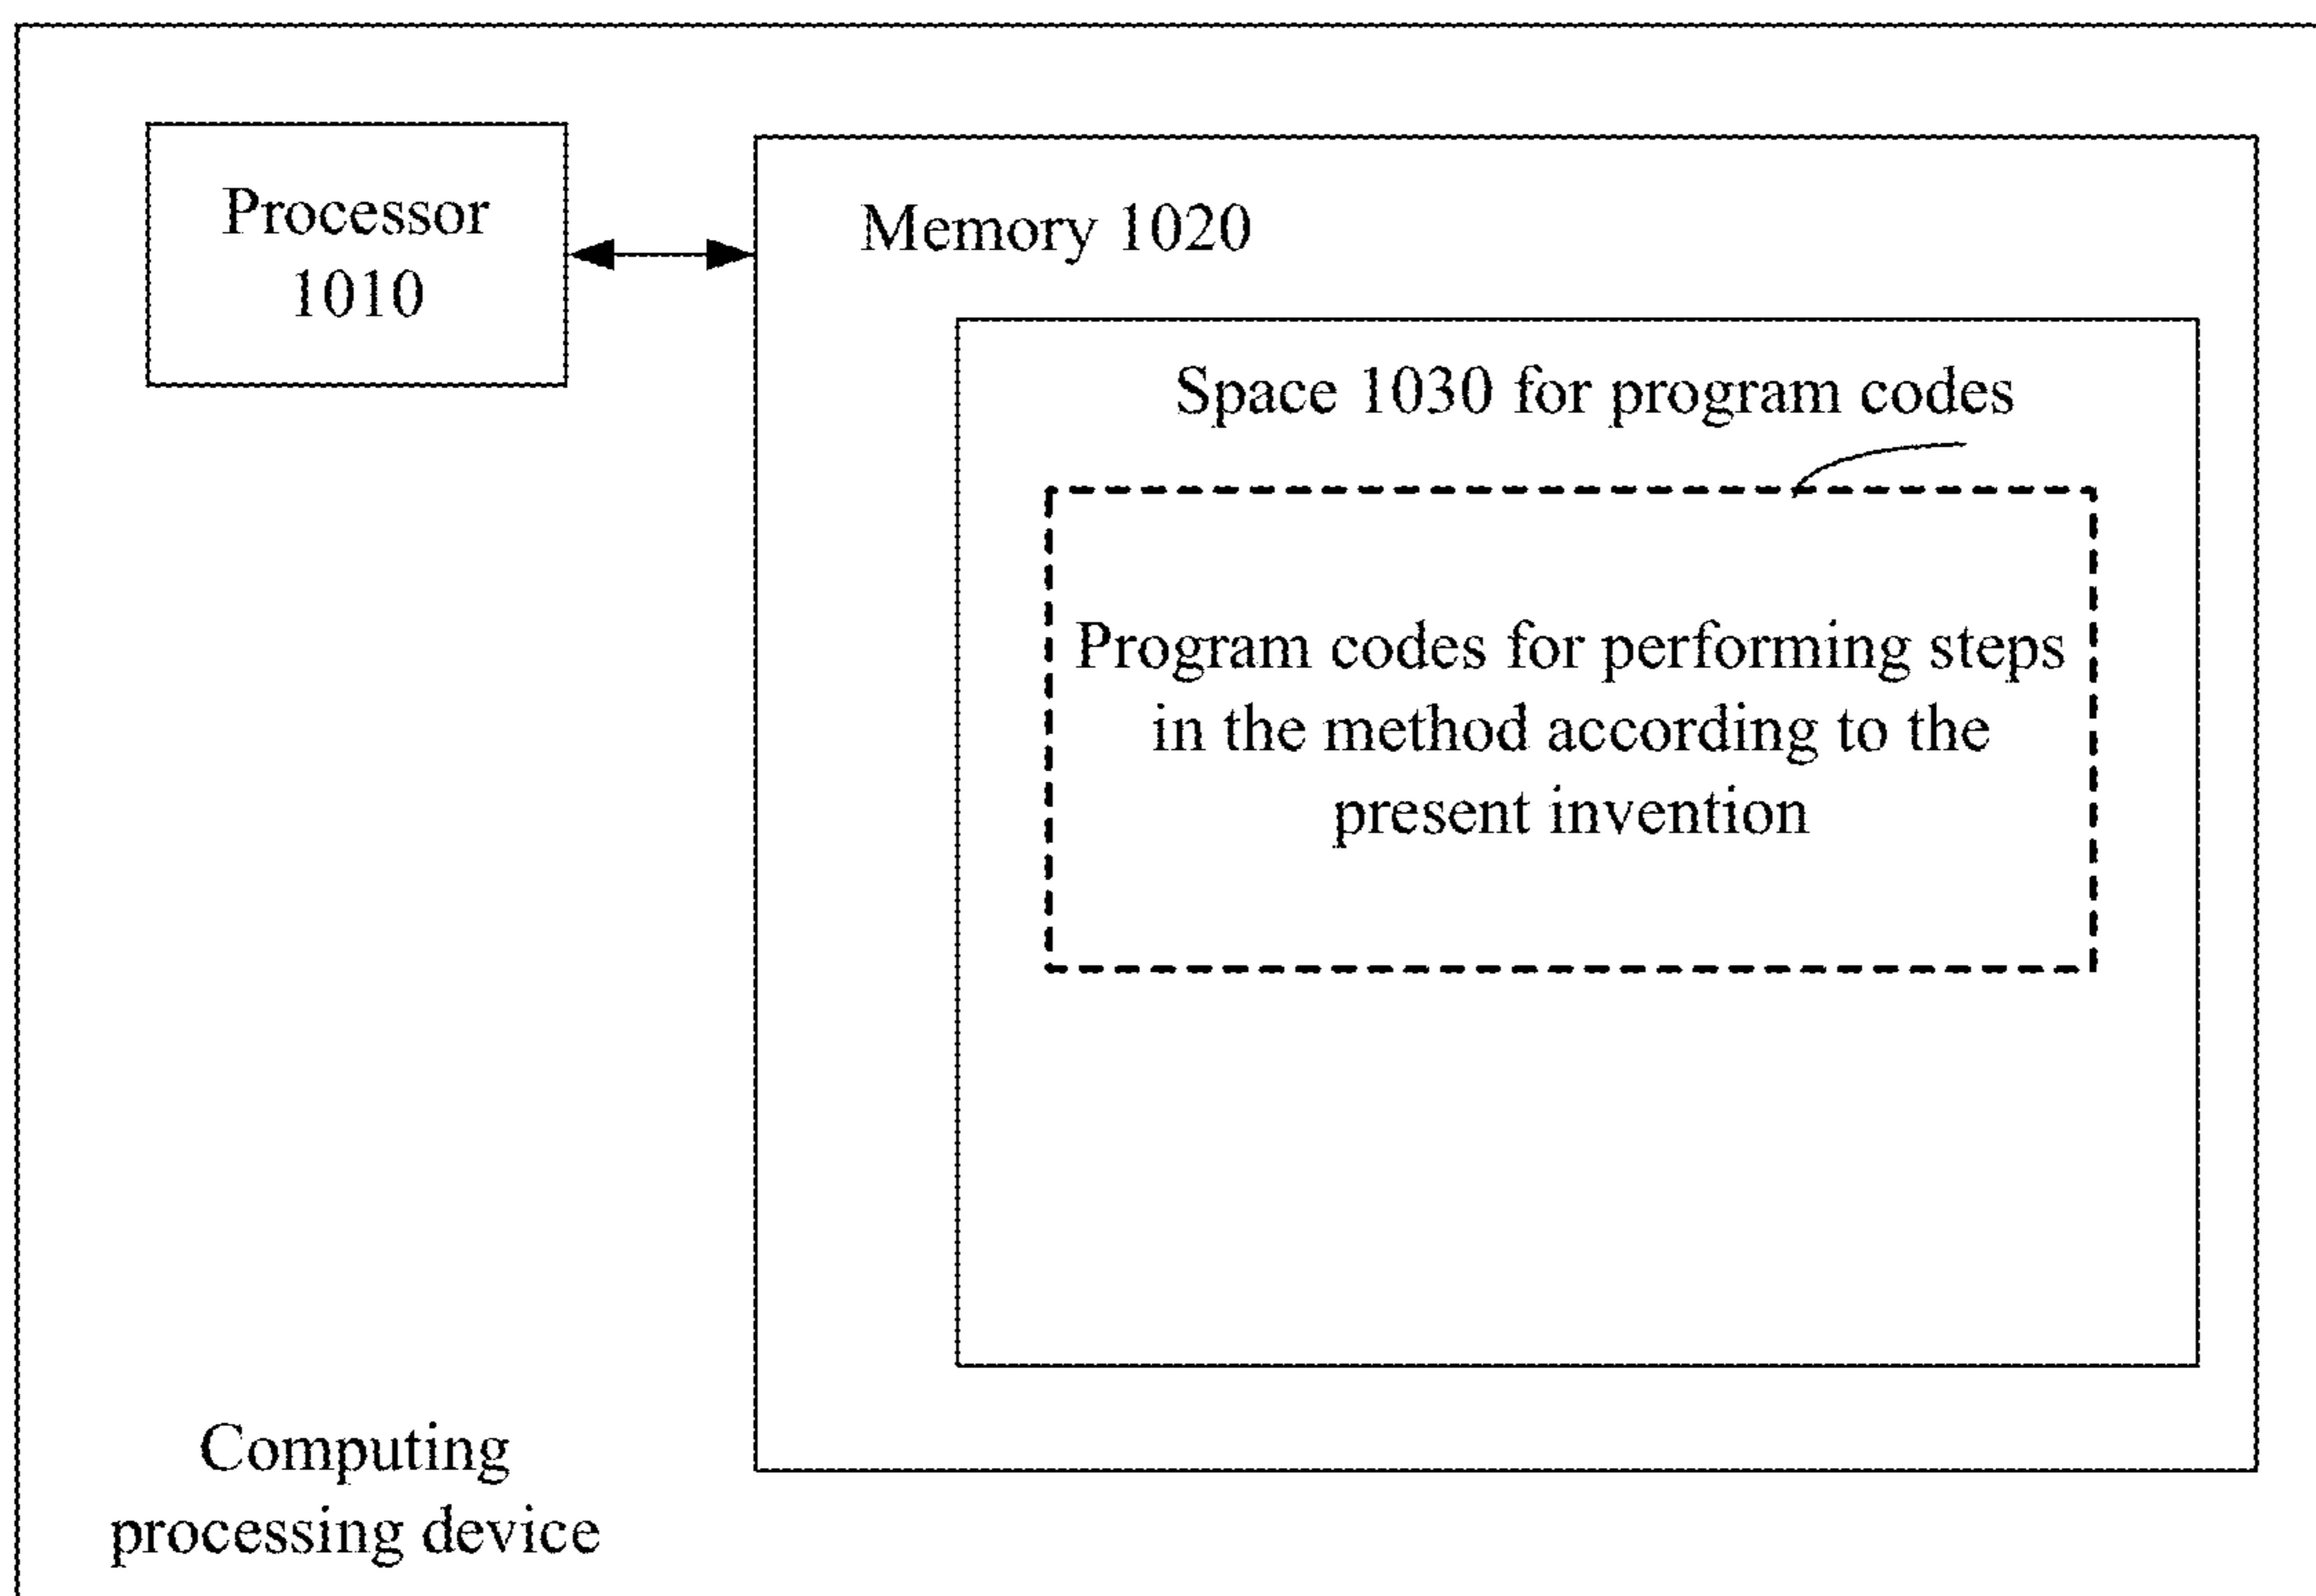 Processor
1010
Memory 1020
Space 1030 for program codes
Program codes for performing steps
in the method according to the
present invention
Computing
processing device